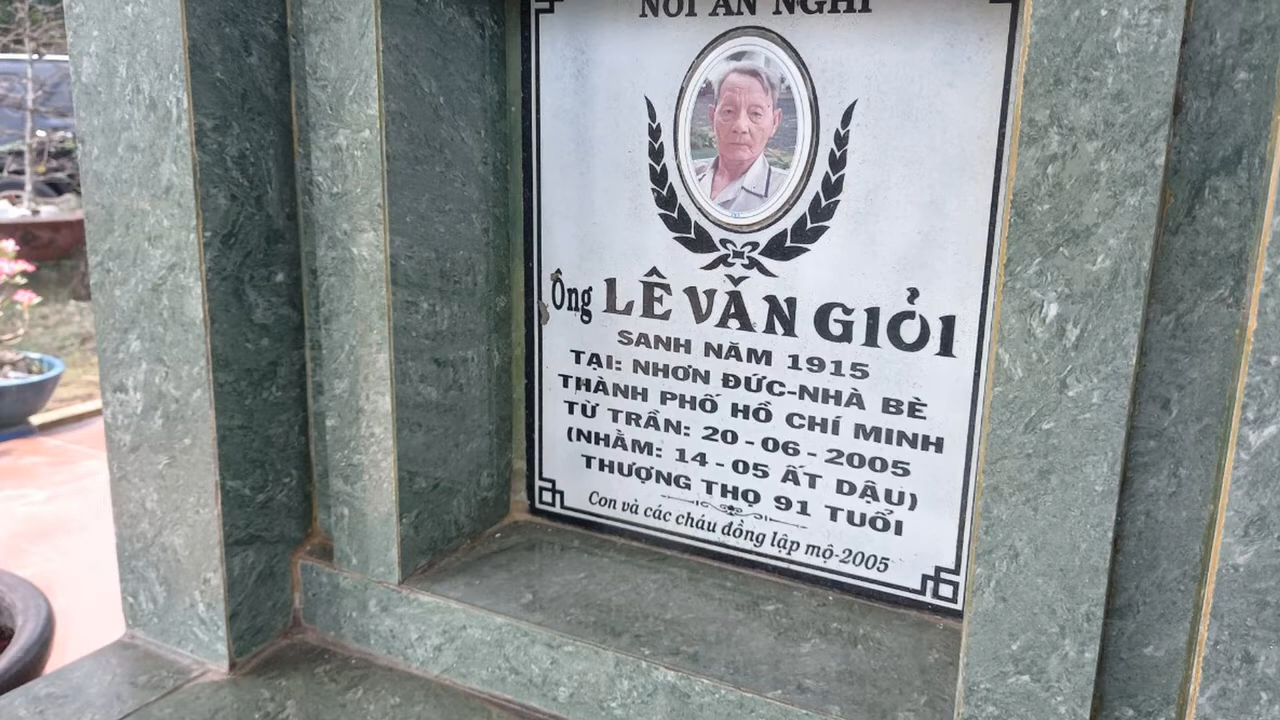 NƠI AN NGHỈ
Ông LÊ VĂN GIỎI
SANH NĂM 1915
TẠI: NHƠN ĐỨC-NHÀ BÈ
THÀNH PHỐ HỒ CHÍ MINH
TỪ TRẦN: 20-06-2005
(NHẰM: 14-05 ẤT DẬU)
THƯỢNG THỌ 91 TUỔI
Con và các cháu đồng lập mộ-2005